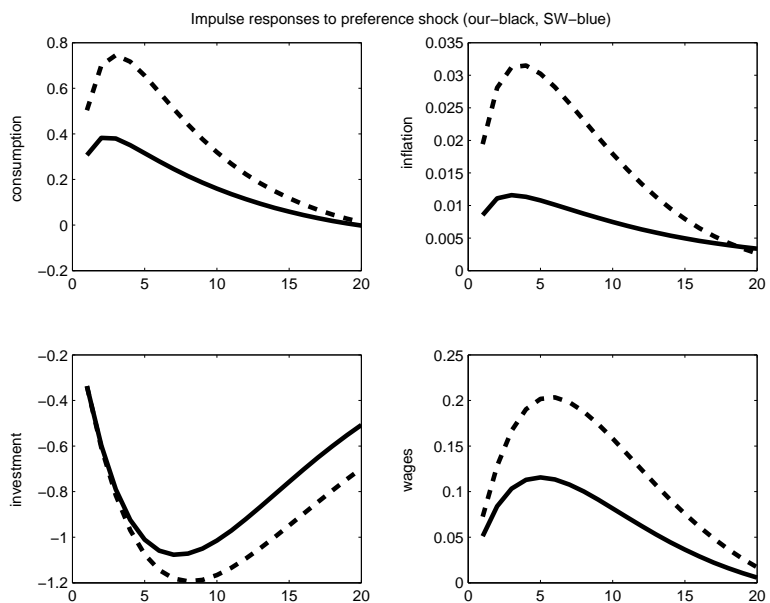 Impulse responses to preference shock (our−black, SW−blue)
consumption
0.8
0.6
0.4
0.2
0
−0.2
0 5 10 15 20
inflation
0.035
0.03
0.025
0.02
0.015
0.01
0.005
0
0 5 10 15 20
investment
−0.2
−0.4
−0.6
−0.8
−1
−1.2
0 5 10 15 20
wages
0.25
0.2
0.15
0.1
0.05
0
0 5 10 15 20